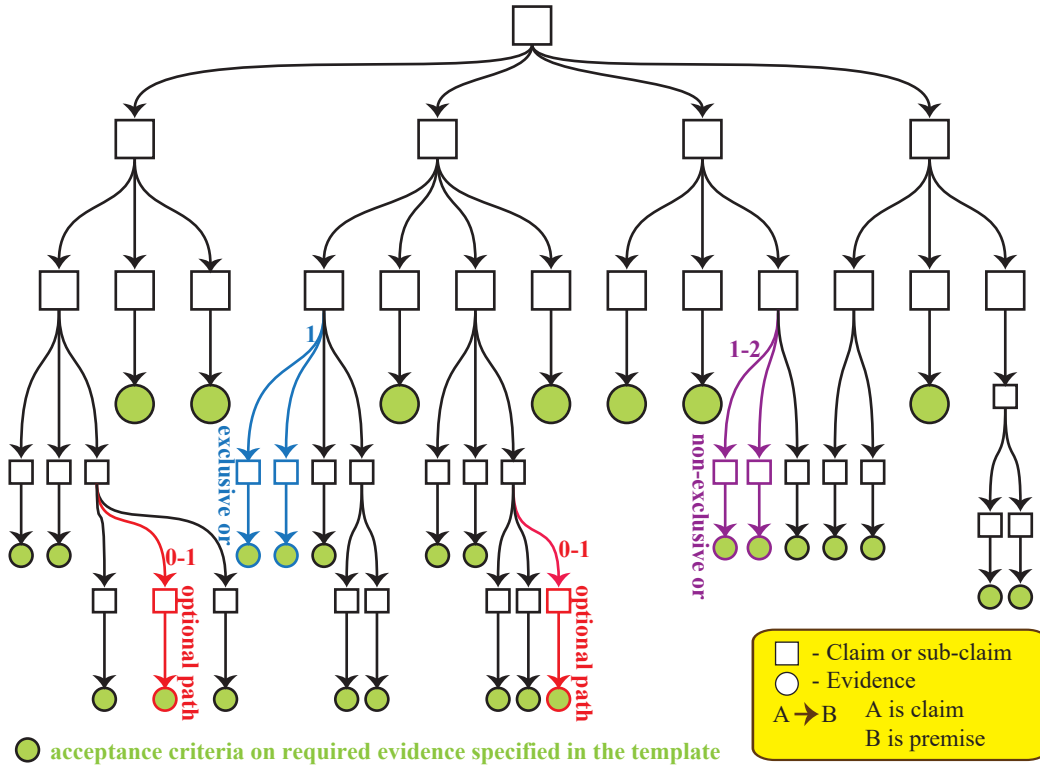 1
1-2
exclusive or
non-exclusive or
0-1
optional path
0-1
optional path
- Claim or sub-claim
- Evidence
A → B A is claim
B is premise
acceptance criteria on required evidence specified in the template